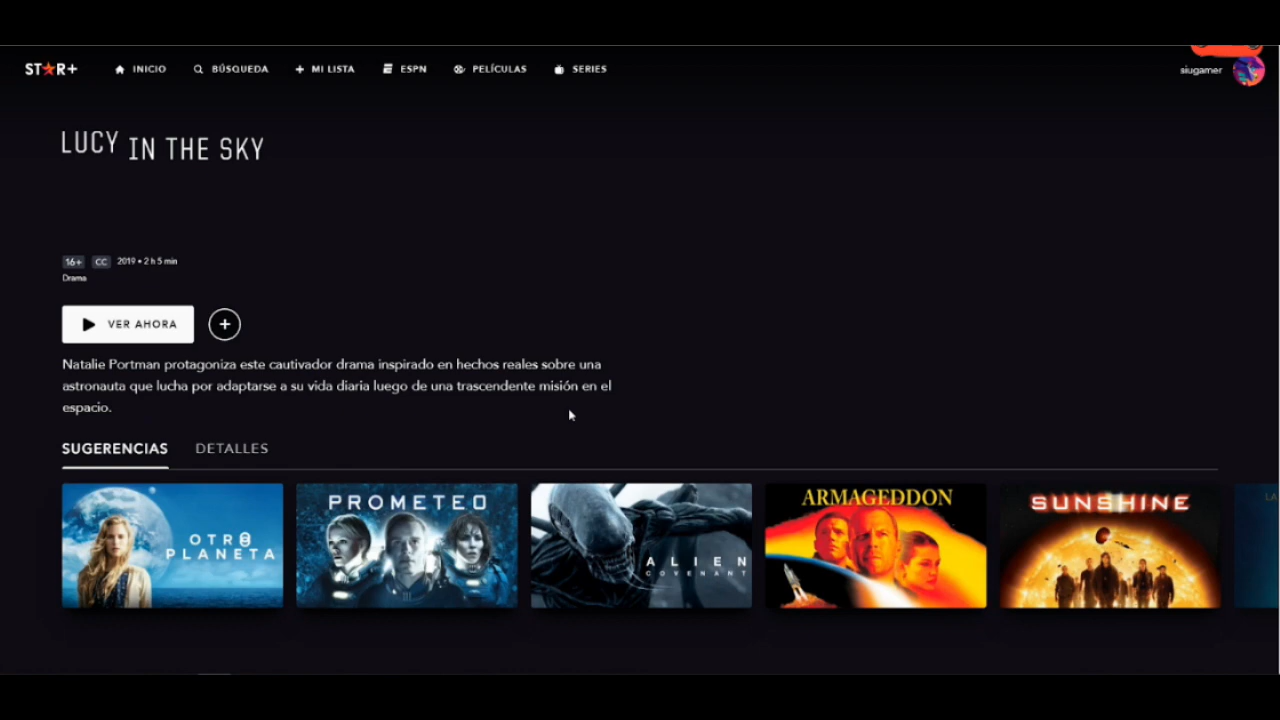 ST★R+ INICIO BÚSQUEDA MI LISTA ESPN PELÍCULAS SERIES siugamer
LUCY IN THE SKY
16+ CC 2019 • 2 h 5 min
Drama
VER AHORA
Natalie Portman protagoniza este cautivador drama inspirado en hechos reales sobre una
astronauta que lucha por adaptarse a su vida diaria luego de una trascendente misión en el
espacio.
SUGERENCIAS DETALLES
OTRO
PLANETA
PROMETEO
ALIEN
COVENANT
ARMAGEDDON
SUNSHINE
LA